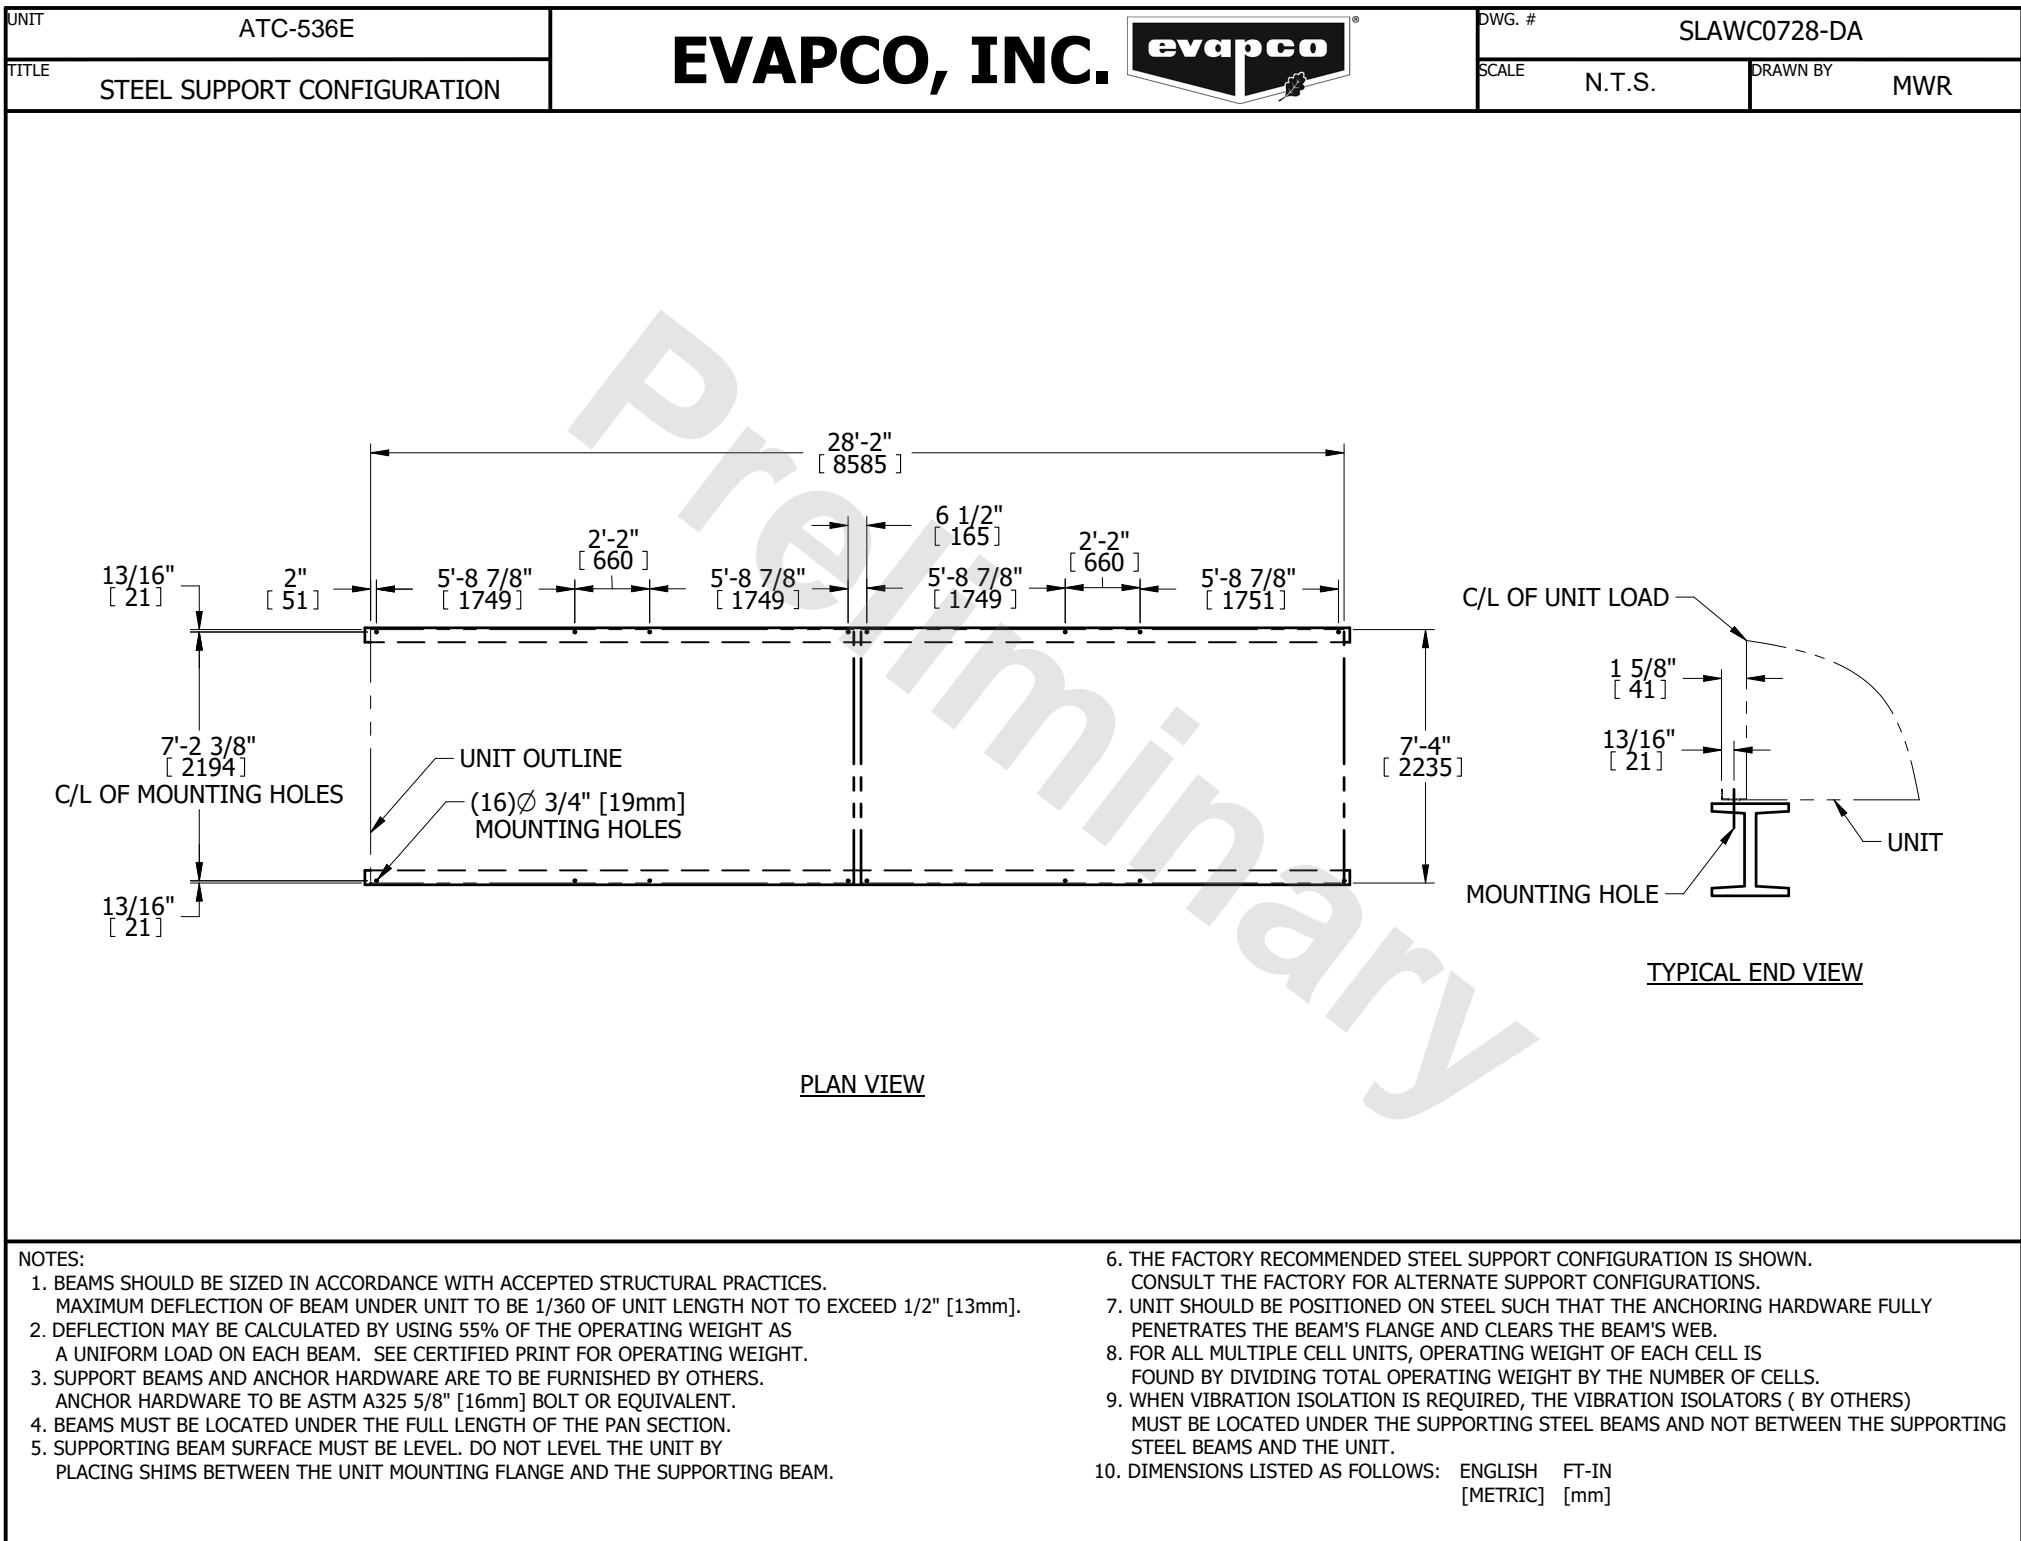 UNIT
ATC-536E
TITLE
STEEL SUPPORT CONFIGURATION
EVAPCO, INC.
evapco
®
DWG. #
SLAWC0728-DA
SCALE
N.T.S.
DRAWN BY
MWR
Preliminary
28'-2"
[ 8585 ]
6 1/2"
[ 165]
2'-2"
[ 660 ]
2'-2"
[ 660 ]
13/16"
[ 21]
2"
[ 51]
5'-8 7/8"
[ 1749]
5'-8 7/8"
[ 1749 ]
5'-8 7/8"
[ 1749 ]
5'-8 7/8"
[ 1751]
7'-2 3/8"
[ 2194]
C/L OF MOUNTING HOLES
UNIT OUTLINE
(16)Ø 3/4" [19mm]
MOUNTING HOLES
7'-4"
[ 2235]
13/16"
[ 21]
C/L OF UNIT LOAD
1 5/8"
[ 41]
13/16"
[ 21]
UNIT
MOUNTING HOLE
TYPICAL END VIEW
PLAN VIEW
NOTES:
1. BEAMS SHOULD BE SIZED IN ACCORDANCE WITH ACCEPTED STRUCTURAL PRACTICES.
MAXIMUM DEFLECTION OF BEAM UNDER UNIT TO BE 1/360 OF UNIT LENGTH NOT TO EXCEED 1/2" [13mm].
2. DEFLECTION MAY BE CALCULATED BY USING 55% OF THE OPERATING WEIGHT AS
A UNIFORM LOAD ON EACH BEAM. SEE CERTIFIED PRINT FOR OPERATING WEIGHT.
3. SUPPORT BEAMS AND ANCHOR HARDWARE ARE TO BE FURNISHED BY OTHERS.
ANCHOR HARDWARE TO BE ASTM A325 5/8" [16mm] BOLT OR EQUIVALENT.
4. BEAMS MUST BE LOCATED UNDER THE FULL LENGTH OF THE PAN SECTION.
5. SUPPORTING BEAM SURFACE MUST BE LEVEL. DO NOT LEVEL THE UNIT BY
PLACING SHIMS BETWEEN THE UNIT MOUNTING FLANGE AND THE SUPPORTING BEAM.
6. THE FACTORY RECOMMENDED STEEL SUPPORT CONFIGURATION IS SHOWN.
CONSULT THE FACTORY FOR ALTERNATE SUPPORT CONFIGURATIONS.
7. UNIT SHOULD BE POSITIONED ON STEEL SUCH THAT THE ANCHORING HARDWARE FULLY
PENETRATES THE BEAM'S FLANGE AND CLEARS THE BEAM'S WEB.
8. FOR ALL MULTIPLE CELL UNITS, OPERATING WEIGHT OF EACH CELL IS
FOUND BY DIVIDING TOTAL OPERATING WEIGHT BY THE NUMBER OF CELLS.
9. WHEN VIBRATION ISOLATION IS REQUIRED, THE VIBRATION ISOLATORS ( BY OTHERS)
MUST BE LOCATED UNDER THE SUPPORTING STEEL BEAMS AND NOT BETWEEN THE SUPPORTING
STEEL BEAMS AND THE UNIT.
10. DIMENSIONS LISTED AS FOLLOWS: ENGLISH FT-IN
[METRIC] [mm]